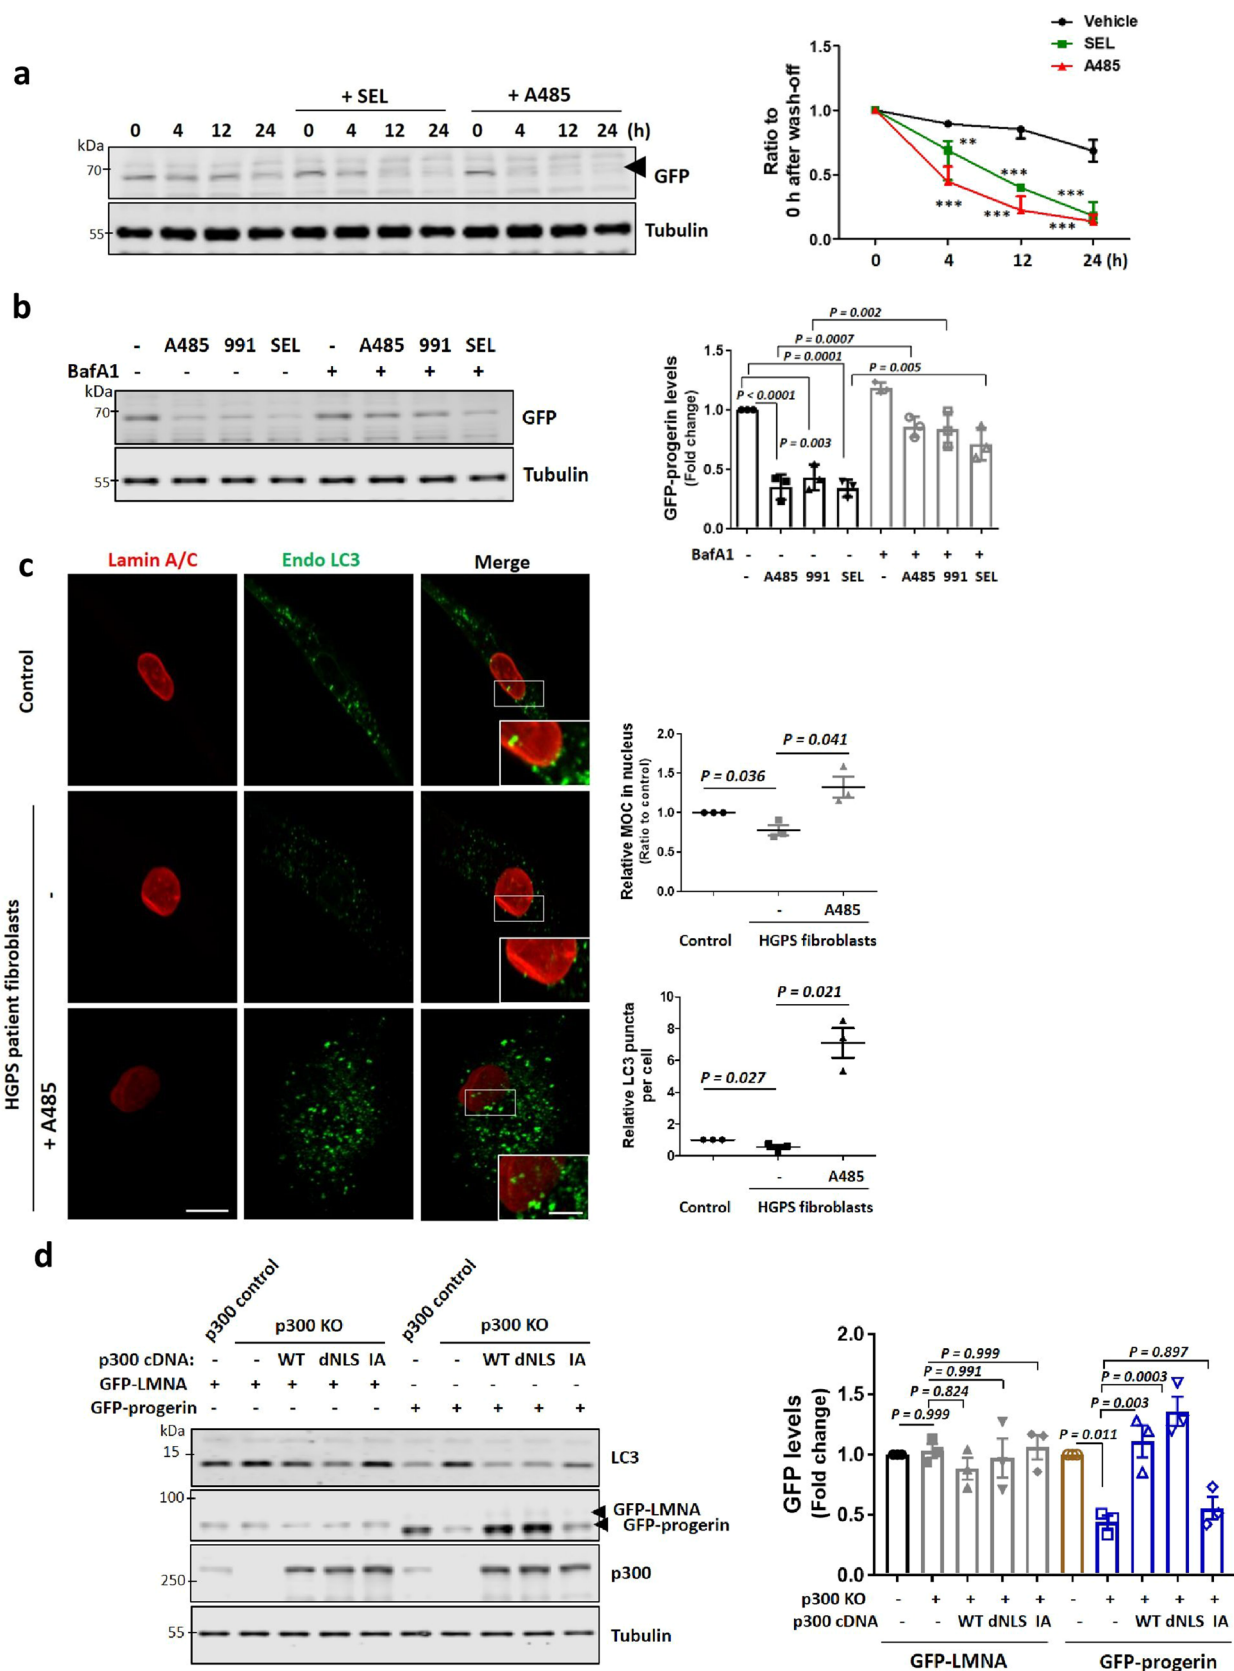 a
+ SEL + A485
0 4 12 24 0 4 12 24 0 4 12 24 (h)
kDa
70
GFP
55
Tubulin
Vehicle
SEL
A485
Ratio to
0 h after wash-off
1.5
1.0
0.5
0.0
**
***
***
***
***
***
0 4 12 24 (h)
b
- A485 991 SEL - A485 991 SEL
BafA1 - - - - + + + +
kDa
70
GFP
55
Tubulin
GFP-progerin levels
(Fold change)
1.5
1.0
0.5
0.0
P = 0.002
P = 0.0007
P = 0.0001
P = 0.005
P < 0.0001
P = 0.003
BafA1 - - - - + + + +
- A485 991 SEL - A485 991 SEL
c
Lamin A/C Endo LC3 Merge
Control
HGPS patient fibroblasts
-
+ A485
Relative MOC in nucleus
(Ratio to control)
2.0
1.5
1.0
0.5
0.0
P = 0.041
P = 0.036
- A485
Control HGPS fibroblasts
Relative LC3 puncta
per cell
10
8
6
4
2
0
P = 0.021
P = 0.027
- A485
Control HGPS fibroblasts
d
p300 control p300 KO p300 control p300 KO
p300 cDNA: - - WT dNLS IA - - WT dNLS IA
GFP-LMNA + + + + + - - - - -
GFP-progerin - - - - - + + + + +
kDa
15
LC3
100
GFP-LMNA
GFP-progerin
p300
250
55
Tubulin
GFP levels
(Fold change)
2.0
1.5
1.0
0.5
0.0
P = 0.999
P = 0.991
P = 0.824
P = 0.999
P = 0.897
P = 0.0003
P = 0.003
P = 0.011
p300 KO - + + + + - + + + +
p300 cDNA - - WT dNLS IA - - WT dNLS IA
GFP-LMNA GFP-progerin